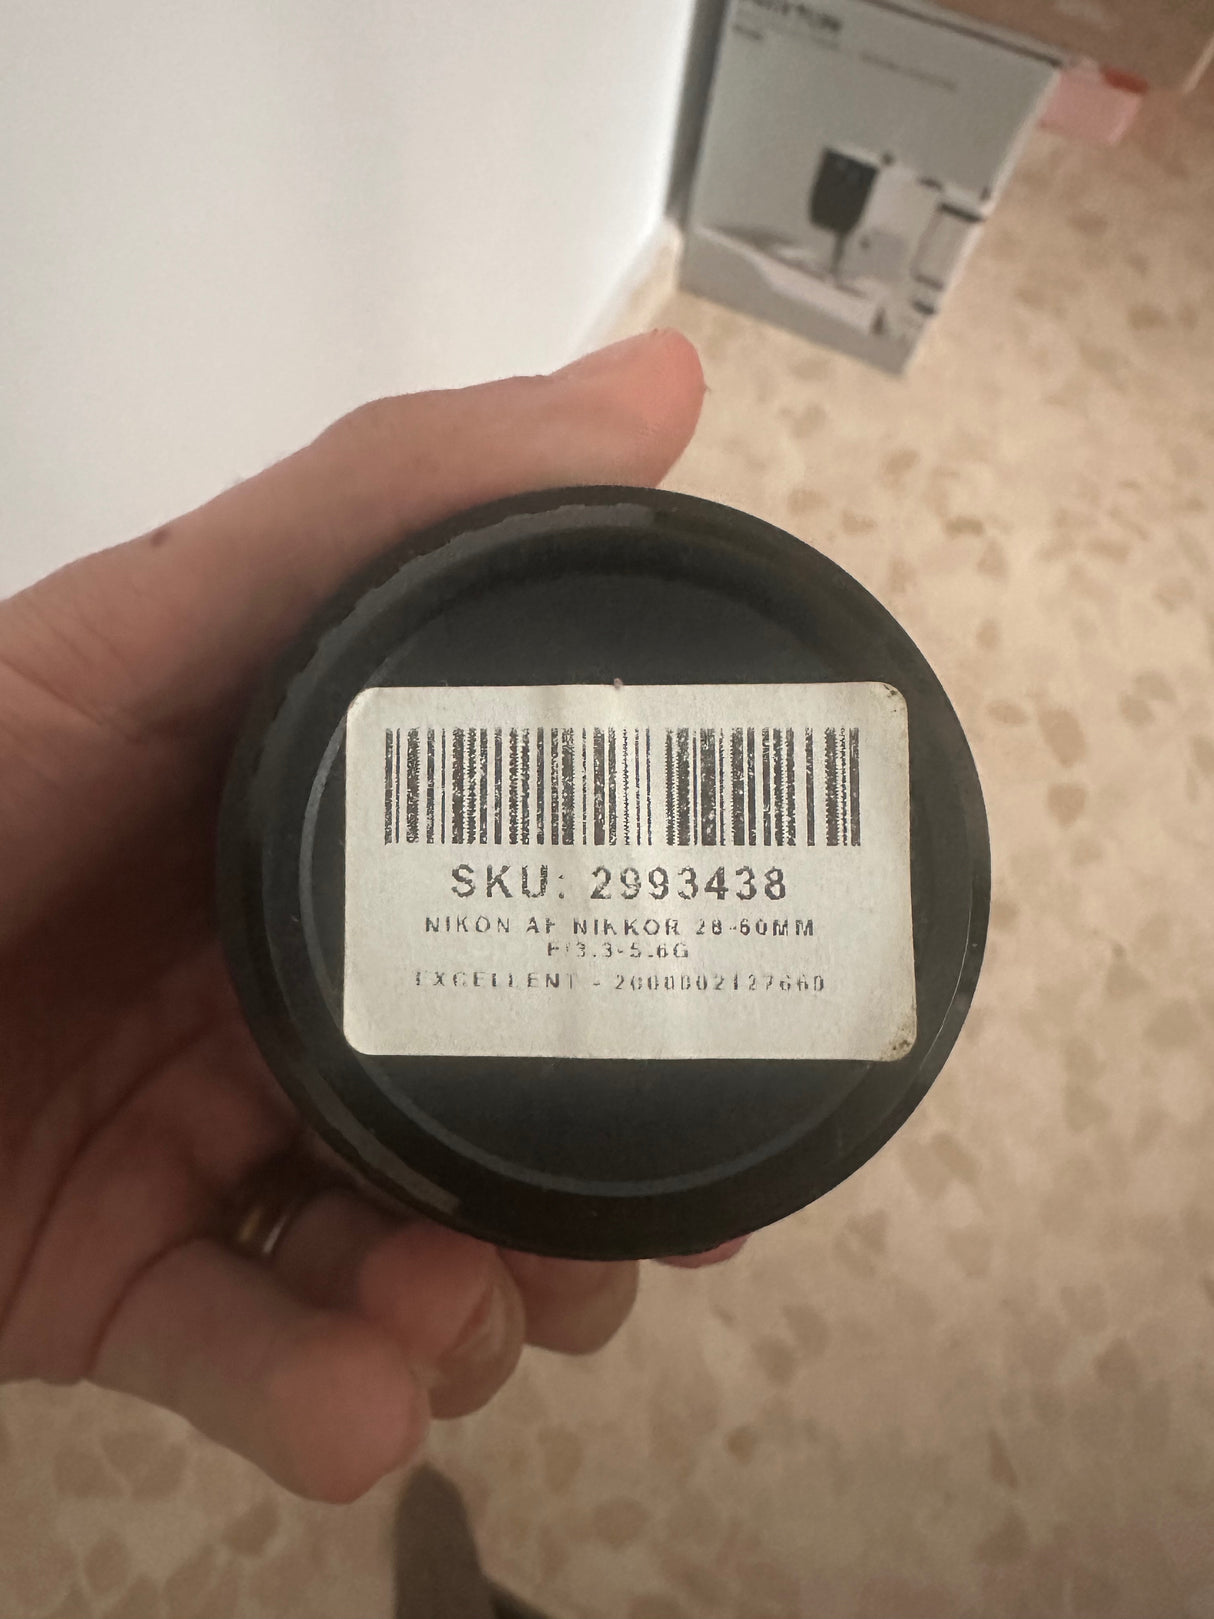 SKU: 2993438
NIKON AF NIKKOR 28-60MM
F/3.3-5.6G
EXCELLENT - 2000002127660